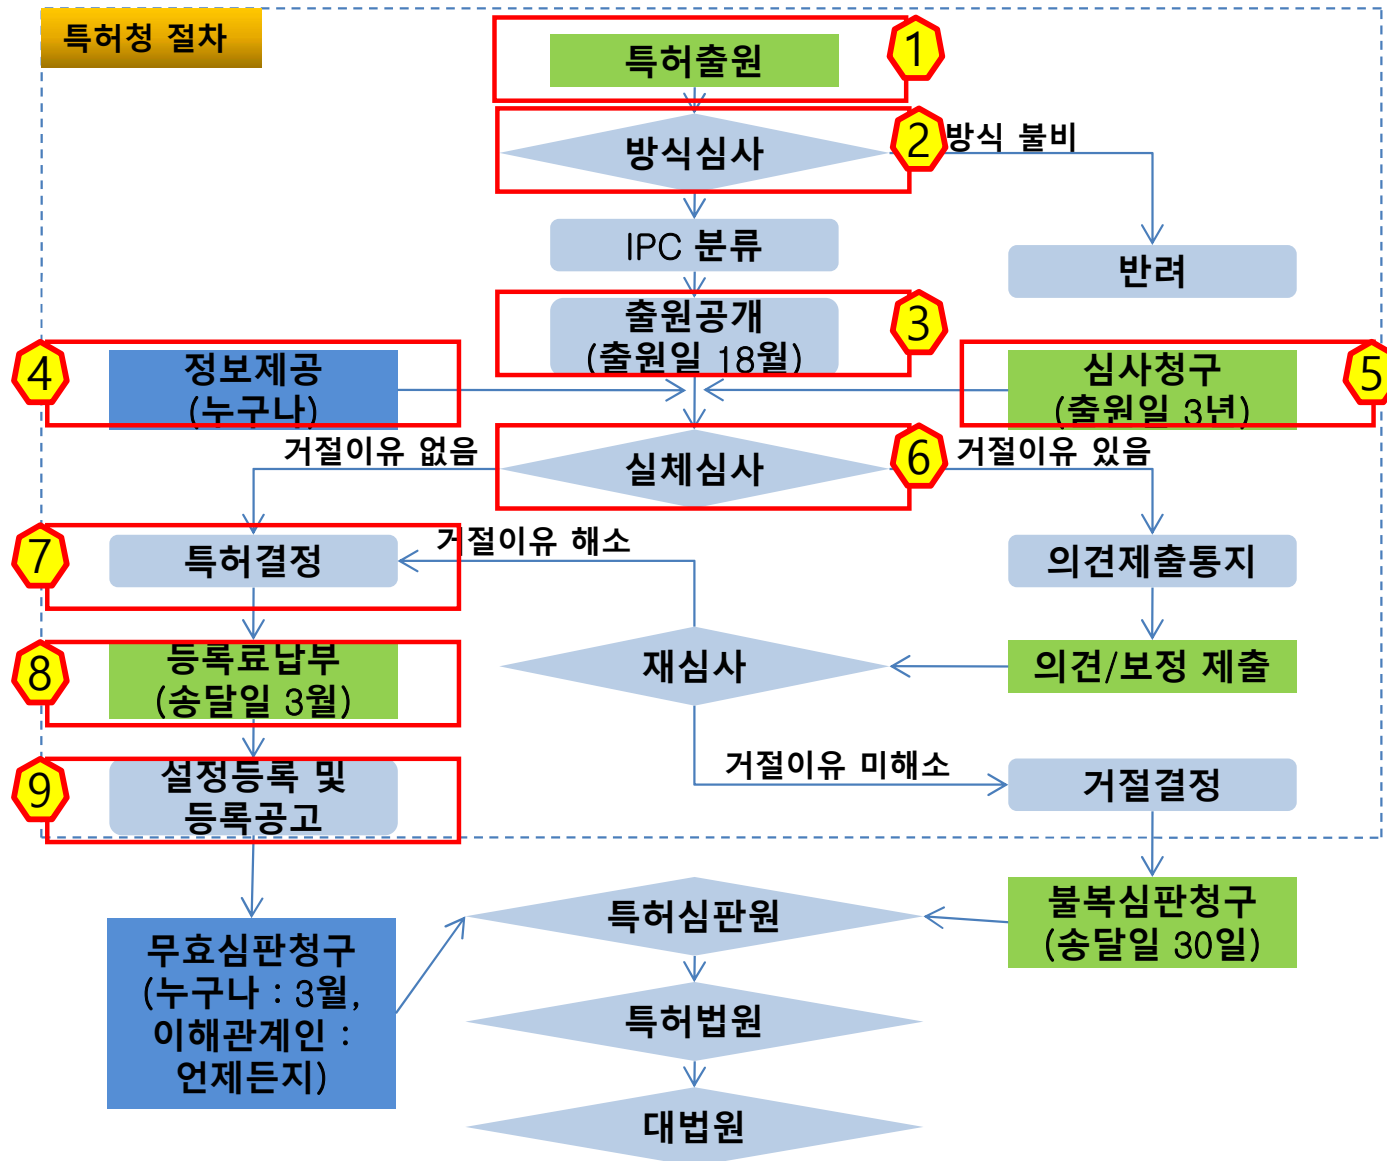 특허청 절차
특허출원
1
방식심사
2
방식 불비
IPC 분류
반려
출원공개
(출원일 18월)
3
4
정보제공
(누구나)
심사청구
(출원일 3년)
5
거절이유 없음
실체심사
6
거절이유 있음
7
특허결정
거절이유 해소
의견제출통지
8
등록료납부
(송달일 3월)
재심사
의견/보정 제출
9
설정등록 및
등록공고
거절이유 미해소
거절결정
무효심판청구
(누구나 : 3월,
이해관계인 :
언제든지)
특허심판원
불복심판청구
(송달일 30일)
특허법원
대법원